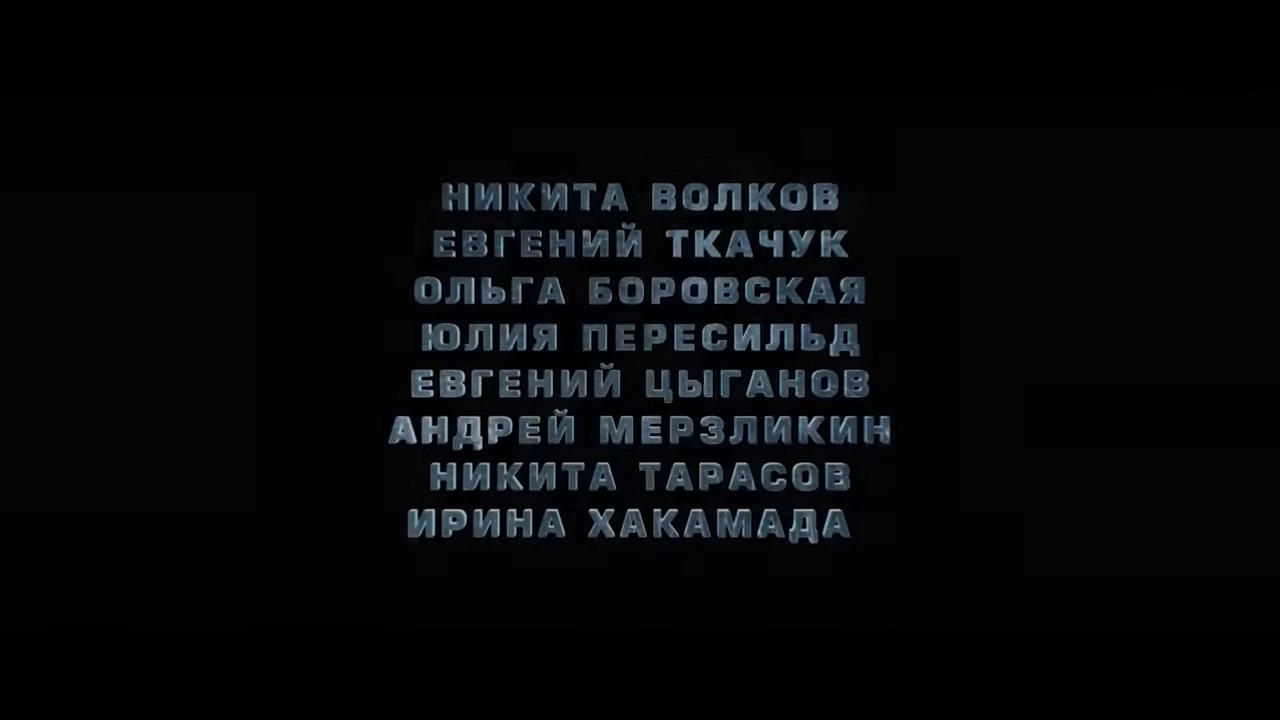 НИКИТА ВОЛКОВ
ЕВГЕНИЙ ТКАЧУК
ОЛЬГА БОРОВСКАЯ
ЮЛИЯ ПЕРЕСИЛЬД
ЕВГЕНИЙ ЦЫГАНОВ
АНДРЕЙ МЕРЗЛИКИН
НИКИТА ТАРАСОВ
ИРИНА ХАКАМАДА